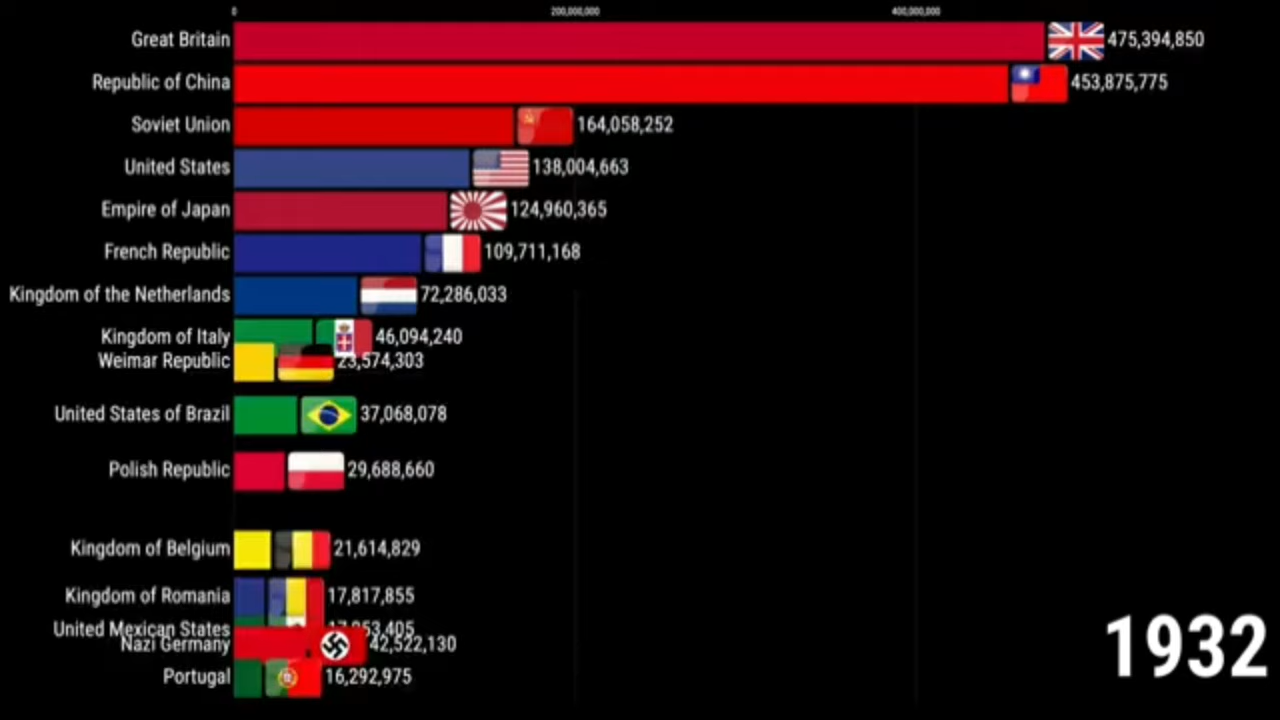 0 200,000,000 400,000,000
Great Britain 475,394,850
Republic of China 453,875,775
Soviet Union 164,058,252
United States 138,004,663
Empire of Japan 124,960,365
French Republic 109,711,168
Kingdom of the Netherlands 72,286,033
Kingdom of Italy 46,094,240
Weimar Republic 23,574,303
United States of Brazil 37,068,078
Polish Republic 29,688,660
Kingdom of Belgium 21,614,829
Kingdom of Romania 17,817,855
United Mexican States
Nazi Germany 42,522,130
Portugal 16,292,975
1932